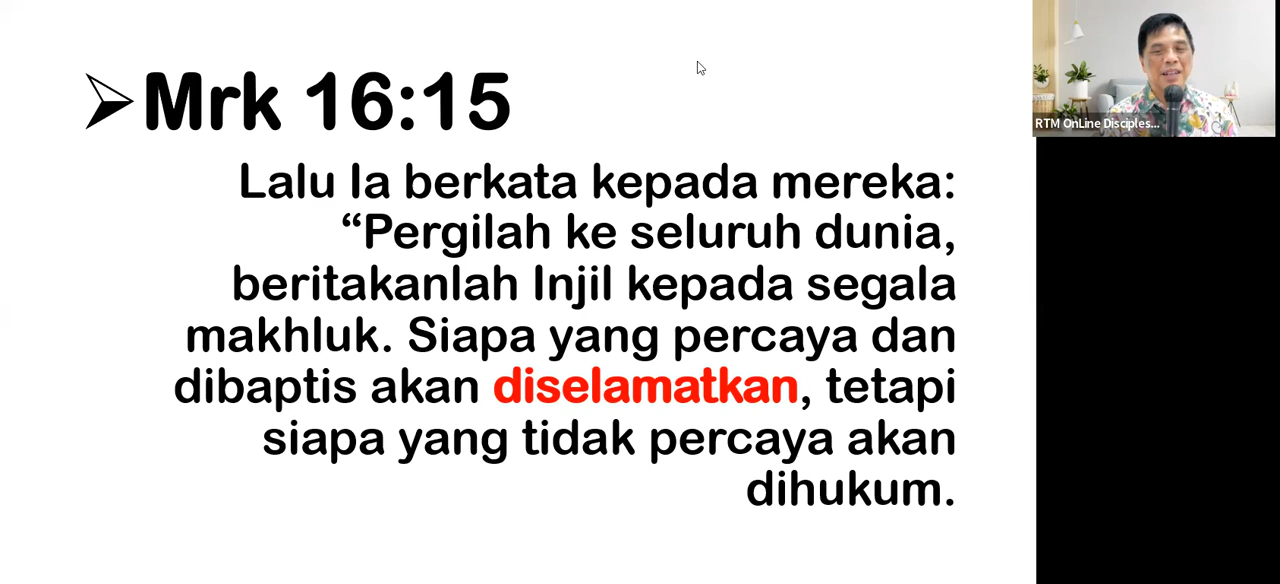 Mrk 16:15
Lalu Ia berkata kepada mereka:
“Pergilah ke seluruh dunia,
beritakanlah Injil kepada segala
makhluk. Siapa yang percaya dan
dibaptis akan diselamatkan, tetapi
siapa yang tidak percaya akan
dihukum.
RTM OnLine Disciples...